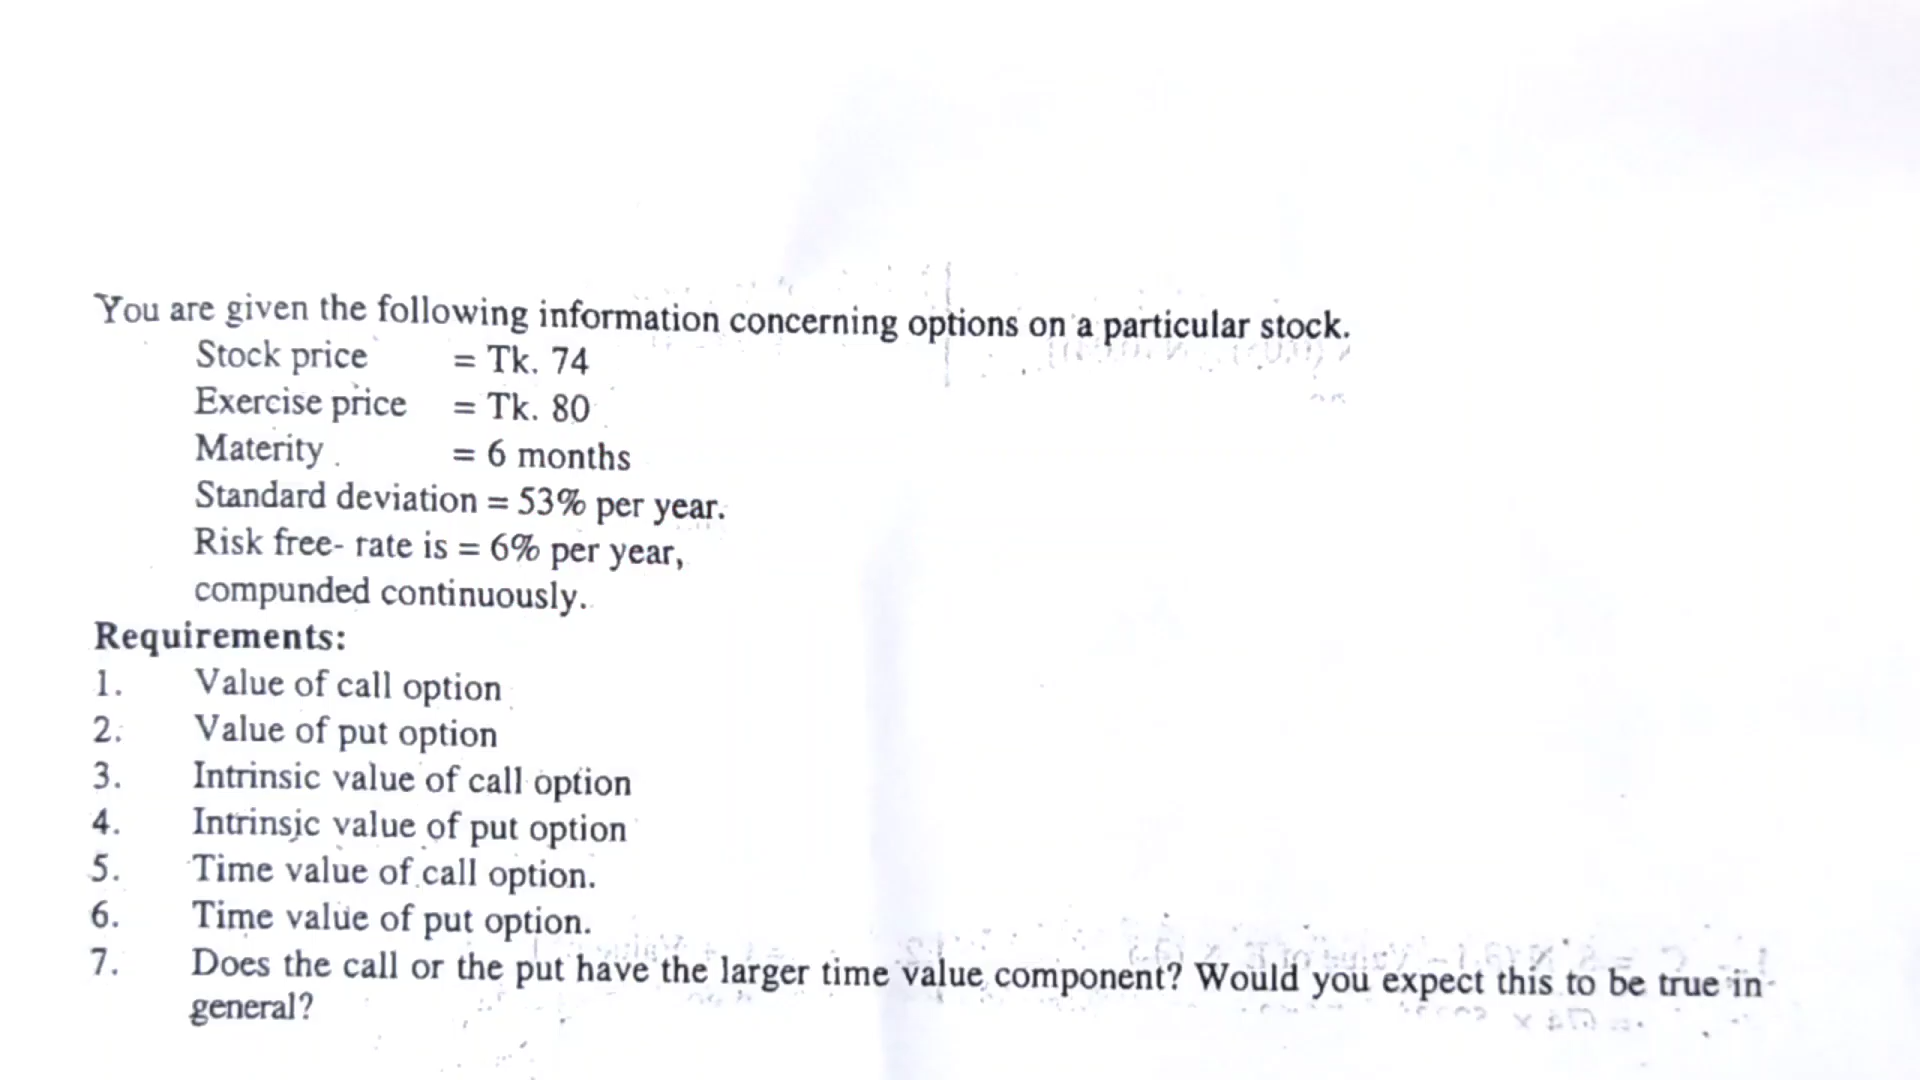 You are given the following information concerning options on a particular stock.
Stock price = Tk. 74
Exercise price = Tk. 80
Materity = 6 months
Standard deviation = 53% per year.
Risk free- rate is = 6% per year,
compunded continuously.
Requirements:
1. Value of call option
2. Value of put option
3. Intrinsic value of call option
4. Intrinsic value of put option
5. Time value of call option.
6. Time value of put option.
7. Does the call or the put have the larger time value component? Would you expect this to be true in
general?